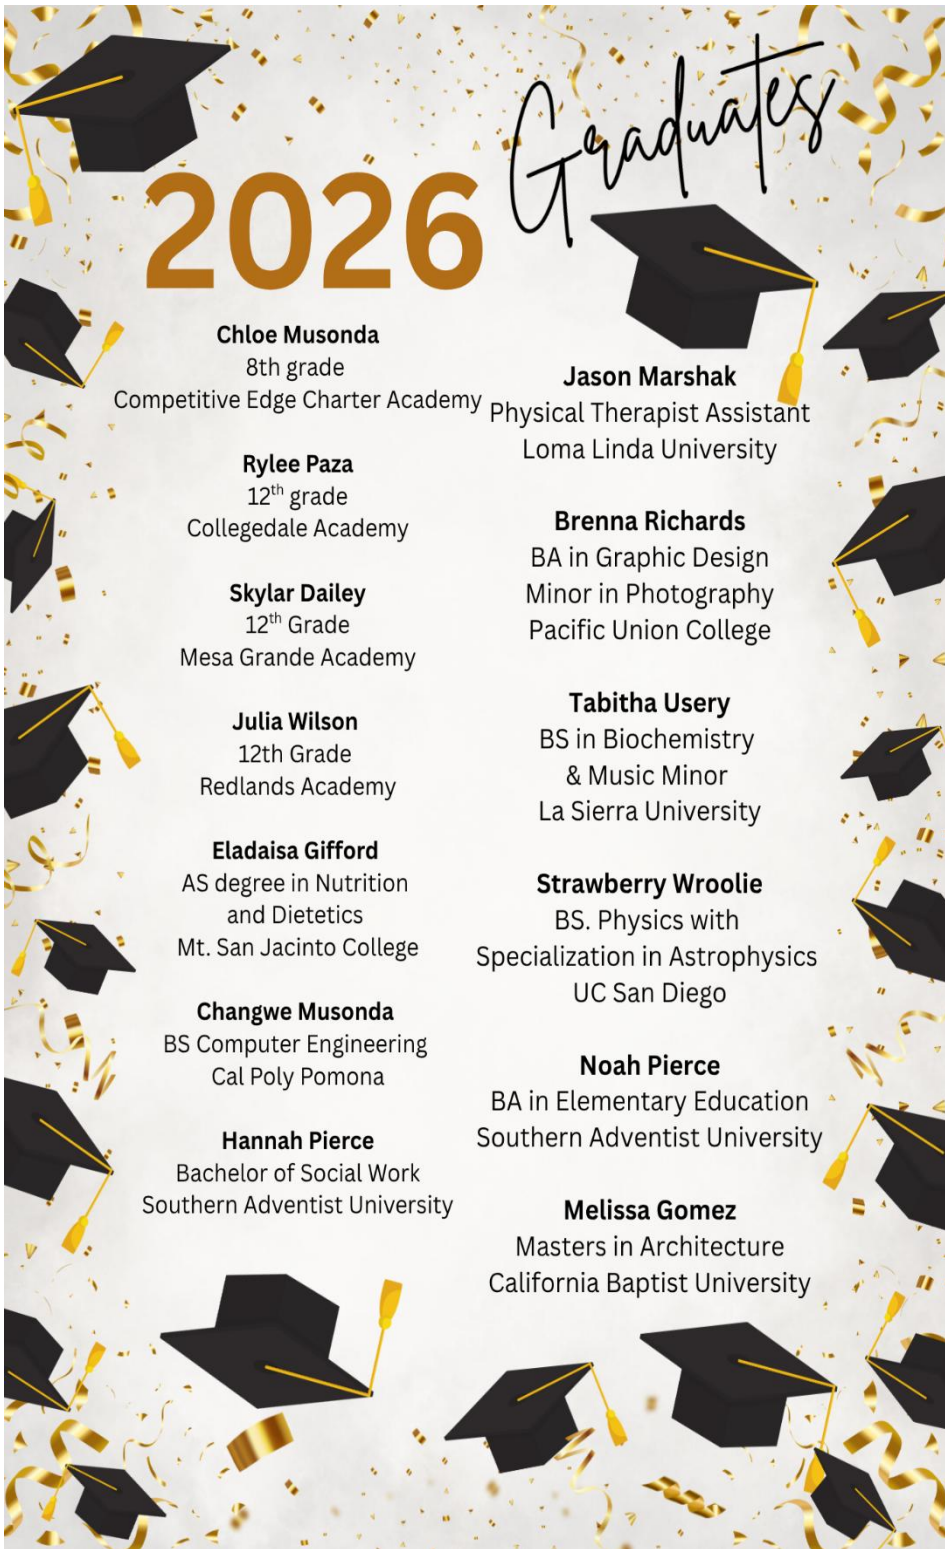 Graduates
2026
Chloe Musonda
8th grade
Competitive Edge Charter Academy
Rylee Paza
12th grade
Collegedale Academy
Skylar Dailey
12th Grade
Mesa Grande Academy
Julia Wilson
12th Grade
Redlands Academy
Eladaisa Gifford
AS degree in Nutrition
and Dietetics
Mt. San Jacinto College
Changwe Musonda
BS Computer Engineering
Cal Poly Pomona
Hannah Pierce
Bachelor of Social Work
Southern Adventist University
Jason Marshak
Physical Therapist Assistant
Loma Linda University
Brenna Richards
BA in Graphic Design
Minor in Photography
Pacific Union College
Tabitha Usery
BS in Biochemistry
& Music Minor
La Sierra University
Strawberry Wroolie
BS. Physics with
Specialization in Astrophysics
UC San Diego
Noah Pierce
BA in Elementary Education
Southern Adventist University
Melissa Gomez
Masters in Architecture
California Baptist University